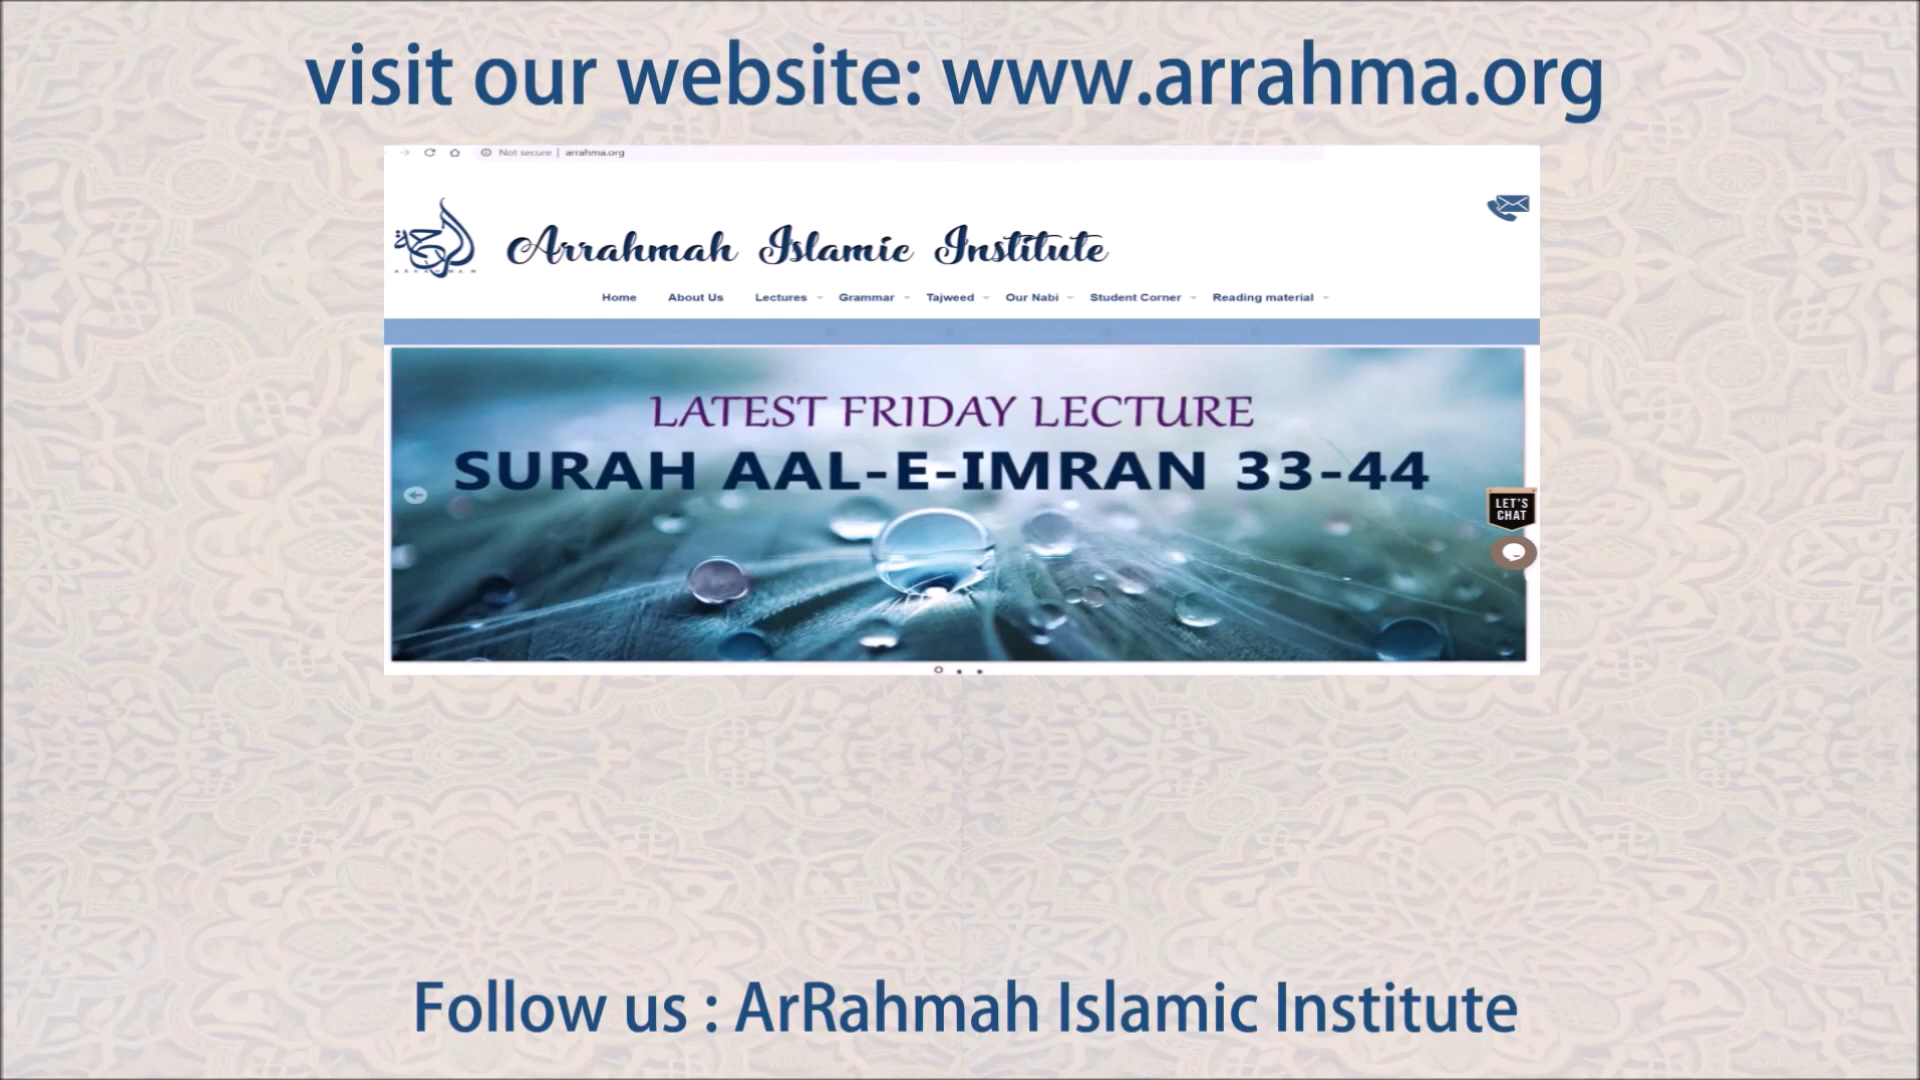 visit our website: www.arrahma.org
Not secure | arrahma.org
الرحمة
ARRAHMAH
Arrahmah Islamic Institute
Home About Us Lectures Grammar Tajweed Our Nabi Student Corner Reading material
LATEST FRIDAY LECTURE
SURAH AAL-E-IMRAN 33-44
LET'S
CHAT
Follow us : ArRahmah Islamic Institute